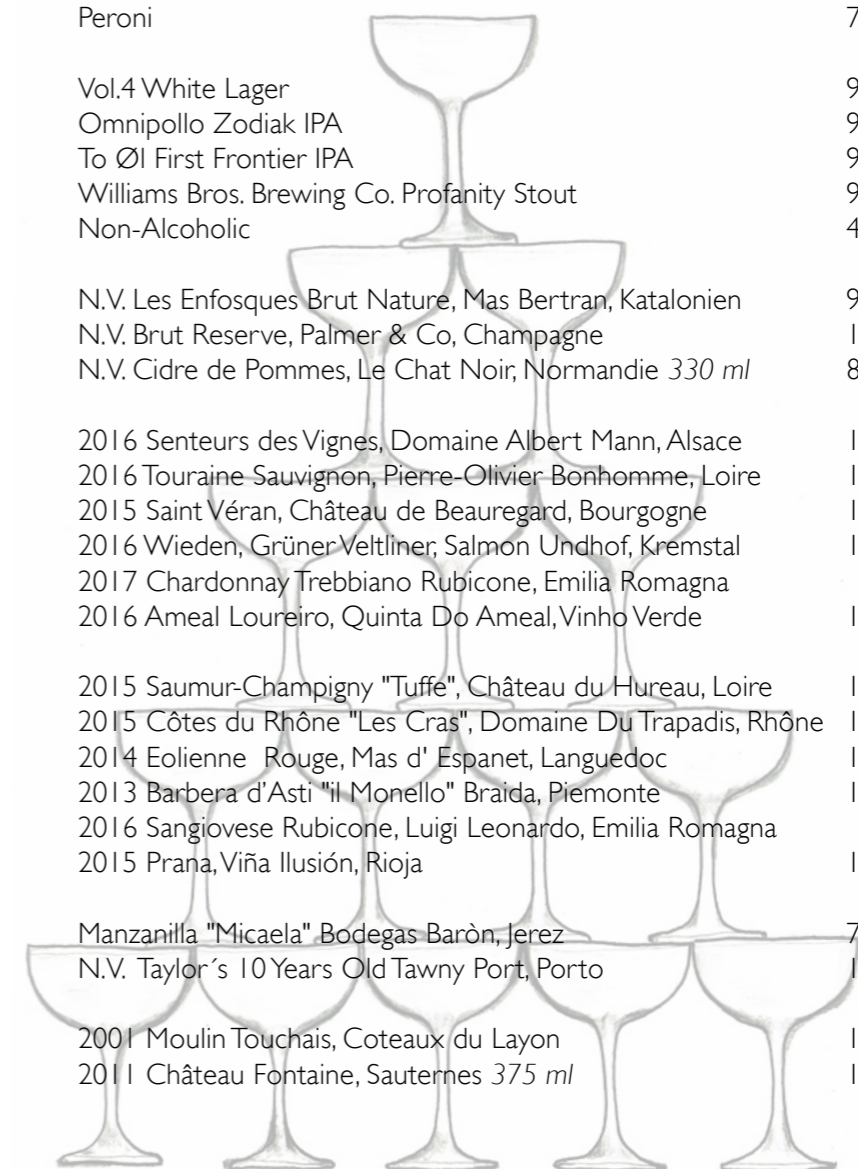 Peroni 7
Vol.4 White Lager 9
Omnipollo Zodiak IPA 9
To Øl First Frontier IPA 9
Williams Bros. Brewing Co. Profanity Stout 9
Non-Alcoholic 4
N.V. Les Enfosques Brut Nature, Mas Bertran, Katalonien 9
N.V. Brut Reserve, Palmer & Co, Champagne 1
N.V. Cidre de Pommes, Le Chat Noir, Normandie 330 ml 8
2016 Senteurs des Vignes, Domaine Albert Mann, Alsace 1
2016 Touraine Sauvignon, Pierre-Olivier Bonhomme, Loire 1
2015 Saint Véran, Château de Beauregard, Bourgogne 1
2016 Wieden, Grüner Veltliner, Salmon Undhof, Kremstal 1
2017 Chardonnay Trebbiano Rubicone, Emilia Romagna
2016 Ameal Loureiro, Quinta Do Ameal, Vinho Verde 1
2015 Saumur-Champigny "Tuffe", Château du Hureau, Loire 1
2015 Côtes du Rhône "Les Cras", Domaine Du Trapadis, Rhône 1
2014 Eolienne Rouge, Mas d' Espanet, Languedoc 1
2013 Barbera d’Asti "il Monello" Braida, Piemonte 1
2016 Sangiovese Rubicone, Luigi Leonardo, Emilia Romagna
2015 Prana, Viña Ilusión, Rioja 1
Manzanilla "Micaela" Bodegas Baròn, Jerez 7
N.V. Taylor´s 10 Years Old Tawny Port, Porto 1
2001 Moulin Touchais, Coteaux du Layon 1
2011 Château Fontaine, Sauternes 375 ml 1